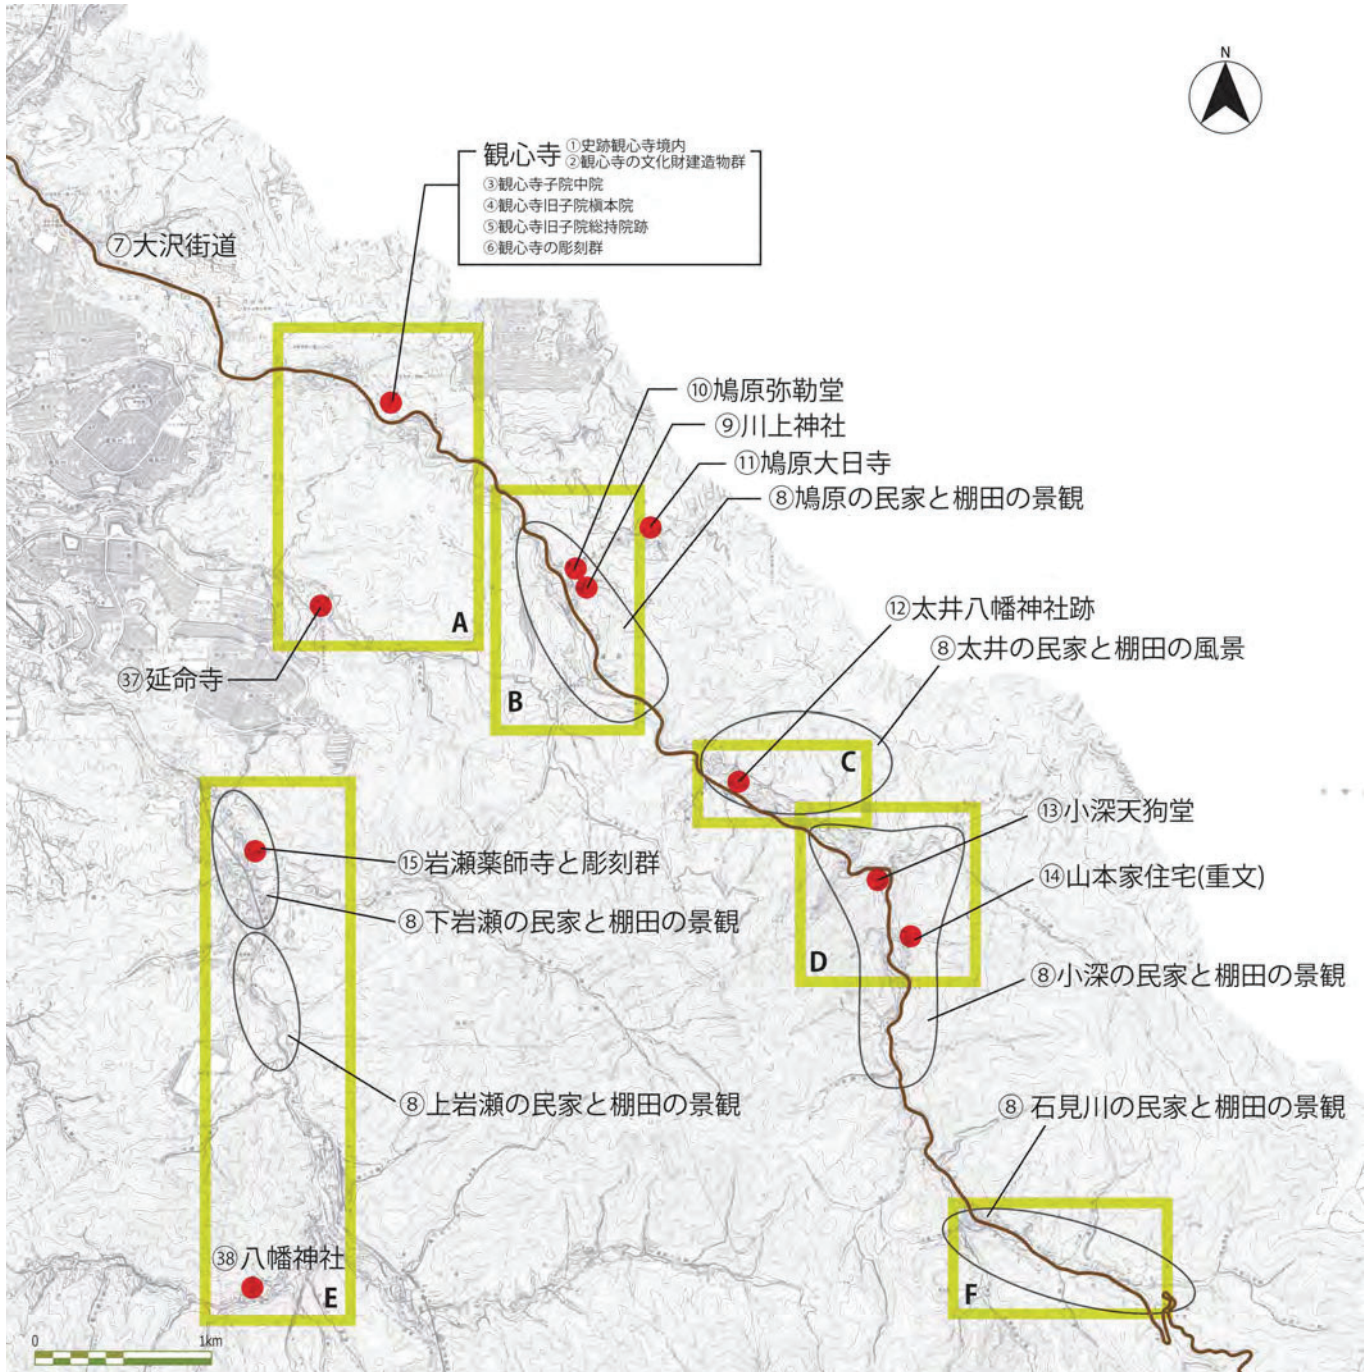 N
観心寺 ①史跡観心寺境内
②観心寺の文化財建造物群
③観心寺子院中院
④観心寺旧子院槇本院
⑤観心寺旧子院総持院跡
⑥観心寺の彫刻群
⑦大沢街道
⑩鳩原弥勒堂
⑨川上神社
⑪鳩原大日寺
⑧鳩原の民家と棚田の景観
A
⑫太井八幡神社跡
⑧太井の民家と棚田の風景
㊲延命寺
B
C
⑬小深天狗堂
⑮岩瀬薬師寺と彫刻群
⑭山本家住宅(重文)
⑧下岩瀬の民家と棚田の景観
D
⑧小深の民家と棚田の景観
⑧上岩瀬の民家と棚田の景観
⑧ 石見川の民家と棚田の景観
㊳八幡神社
E
F
0 1km